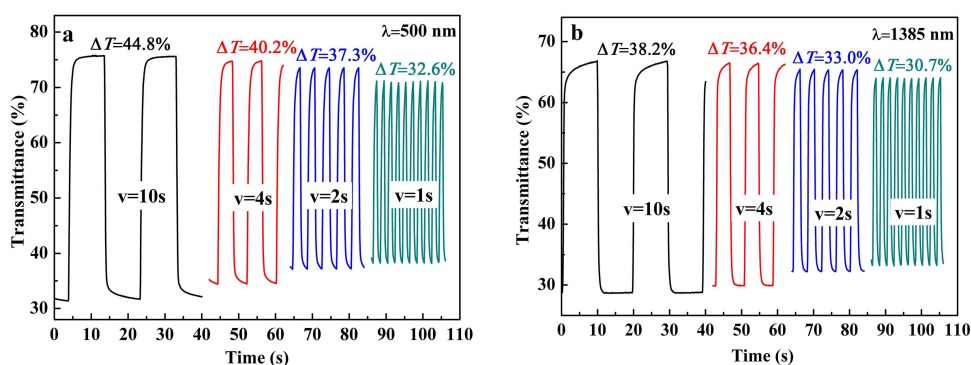 a
λ=500 nm
ΔT=44.8%
ΔT=40.2%
ΔT=37.3%
ΔT=32.6%
v=10s
v=4s
v=2s
v=1s
Transmittance (%)
80
70
60
50
40
30
0 10 20 30 40 50 60 70 80 90 100 110
Time (s)
b
λ=1385 nm
ΔT=38.2%
ΔT=36.4%
ΔT=33.0%
ΔT=30.7%
v=10s
v=4s
v=2s
v=1s
Transmittance (%)
70
60
50
40
30
0 10 20 30 40 50 60 70 80 90 100 110
Time (s)